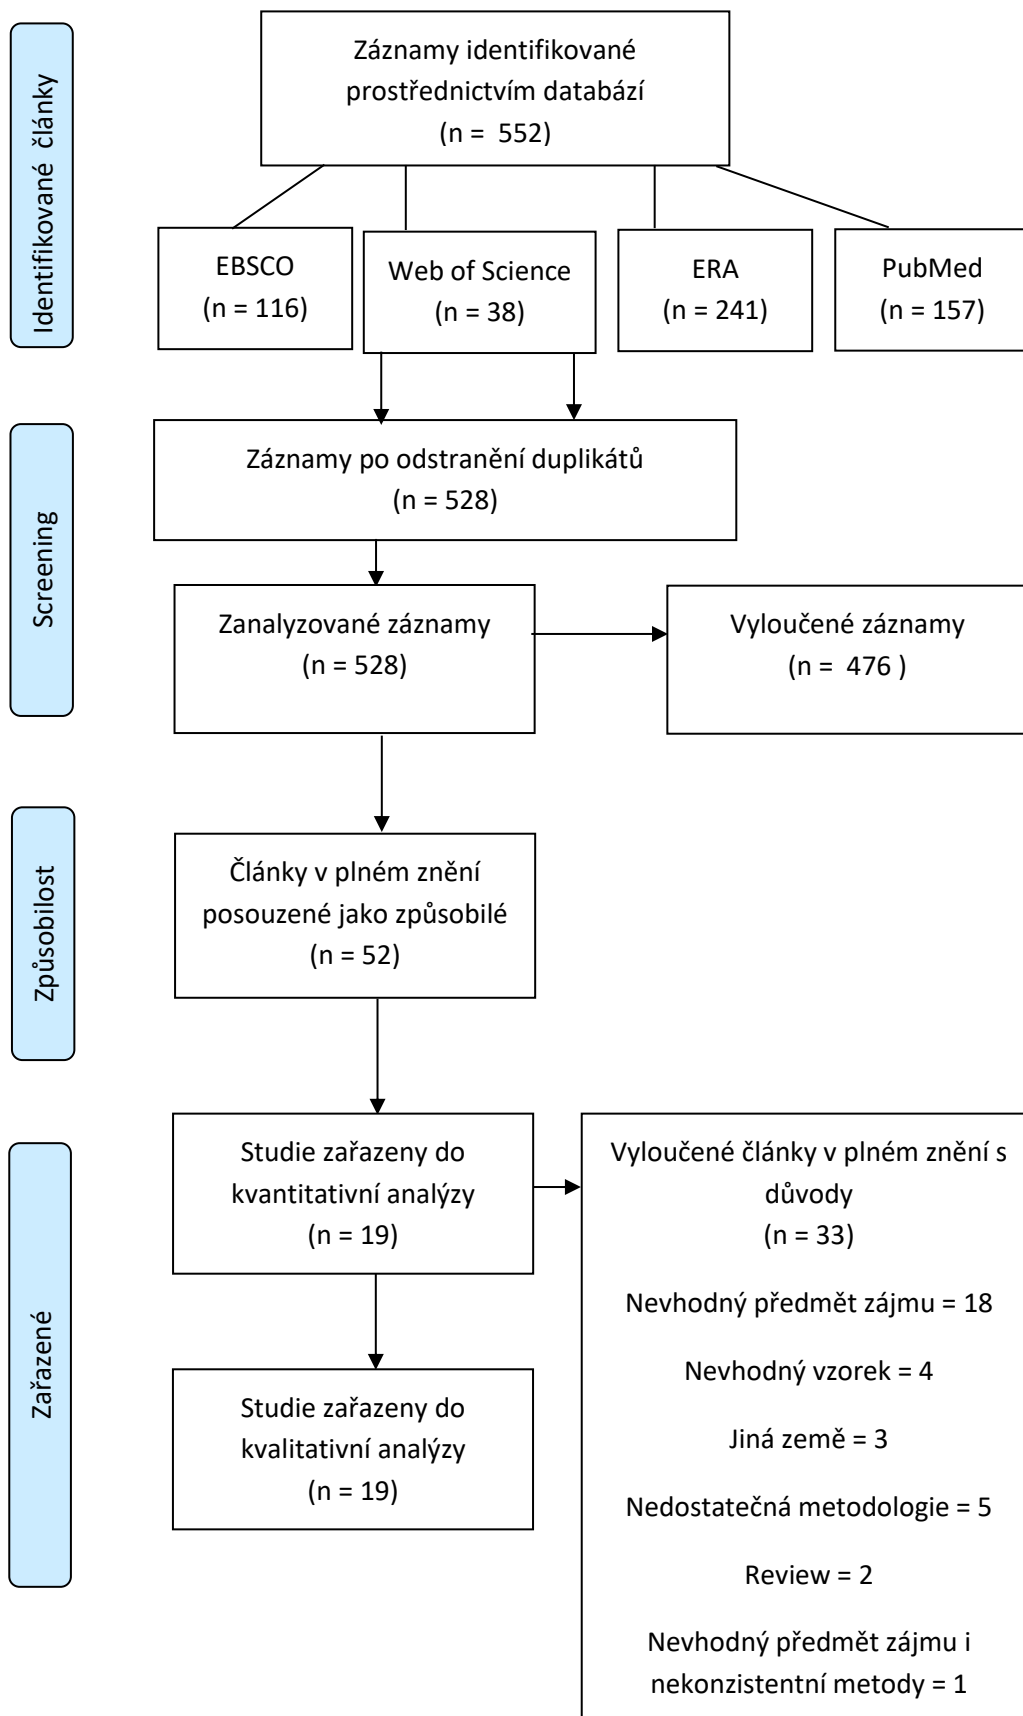 Identifikované články
Záznamy identifikované
prostřednictvím databází
(n =  552)
EBSCO
(n = 116)
Web of Science
(n = 38)
ERA
(n = 241)
PubMed
(n = 157)
Screening
Záznamy po odstranění duplikátů
(n = 528)
Zanalyzované záznamy
(n = 528)
Vyloučené záznamy
(n =  476 )
Způsobilost
Články v plném znění
posouzené jako způsobilé
(n = 52)
Zařazené
Studie zařazeny do
kvantitativní analýzy
(n = 19)
Studie zařazeny do
kvalitativní analýzy
(n = 19)
Vyloučené články v plném znění s
důvody
(n = 33)
Nevhodný předmět zájmu = 18
Nevhodný vzorek = 4
Jiná země = 3
Nedostatečná metodologie = 5
Review = 2
Nevhodný předmět zájmu i
nekonzistentní metody = 1